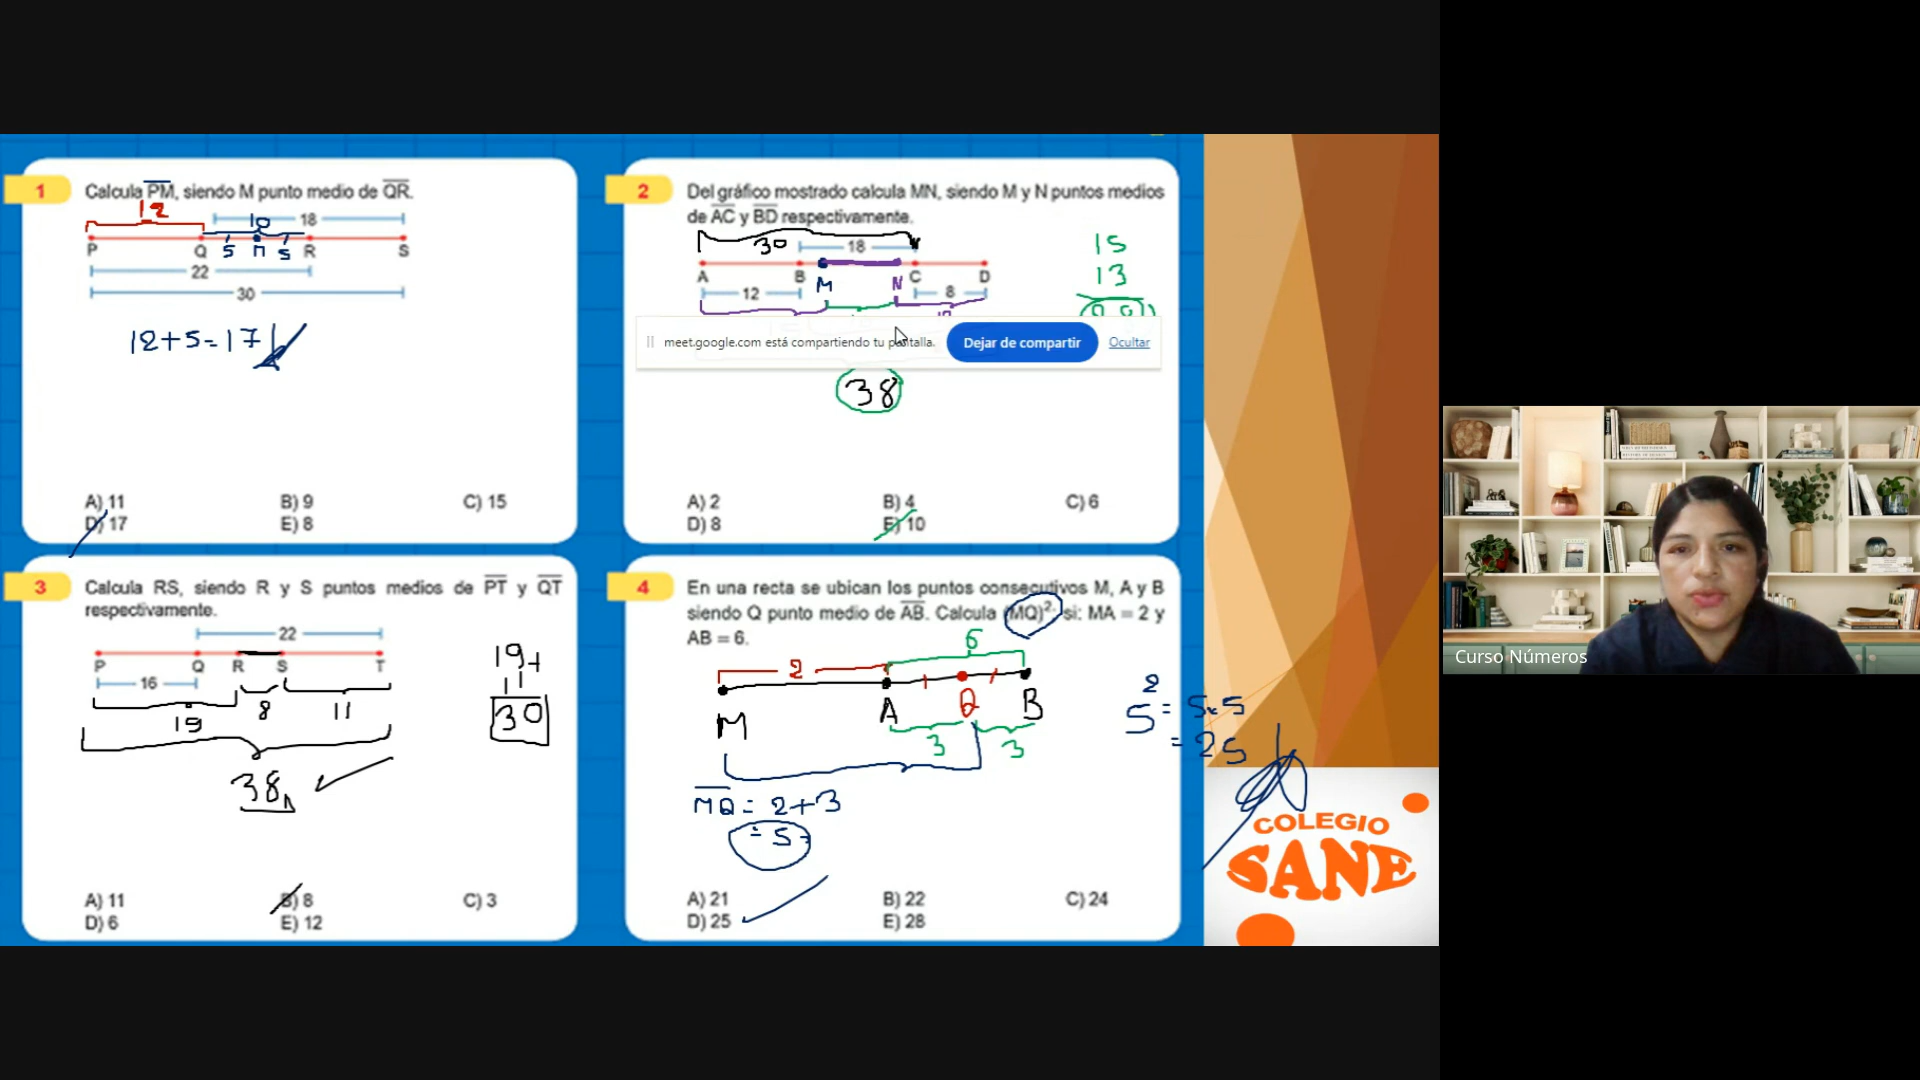 1
Calcula PM, siendo M punto medio de QR.
12
10
18
P
Q
5
M
5
R
S
22
30
12+5=17
A) 11
B) 9
C) 15
D) 17
E) 8
2
Del gráfico mostrado calcula MN, siendo M y N puntos medios
de AC y BD respectivamente.
30
18
A
B
M
N
C
D
12
8
15
13
meet.google.com está compartiendo tu pantalla.
Dejar de compartir
Ocultar
38
A) 2
B) 4
C) 6
D) 8
E) 10
3
Calcula RS, siendo R y S puntos medios de PT y QT
respectivamente.
22
P
Q
R
S
T
16
19
8
11
38
19+
11
30
A) 11
B) 8
C) 3
D) 6
E) 12
4
En una recta se ubican los puntos consecutivos M, A y B
siendo Q punto medio de AB. Calcula (MQ)² si: MA = 2 y
AB = 6.
6
2
M
A
Q
B
3
3
MQ = 2+3
= 5
5² = 5x5
= 25
A) 21
B) 22
C) 24
D) 25
E) 28
COLEGIO
SANE
Curso Números